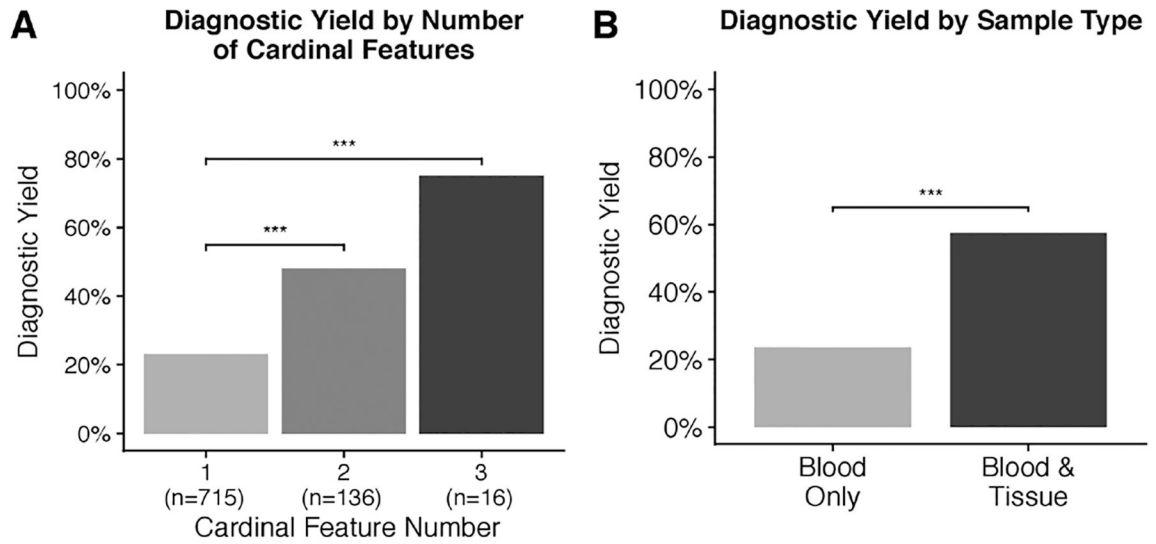 A
Diagnostic Yield by Number
of Cardinal Features
100%
80%
60%
40%
20%
0%
Diagnostic Yield
***
***
1
2
3
(n=715)
(n=136)
(n=16)
Cardinal Feature Number
B
Diagnostic Yield by Sample Type
100%
80%
60%
40%
20%
0%
Diagnostic Yield
***
Blood
Only
Blood &
Tissue